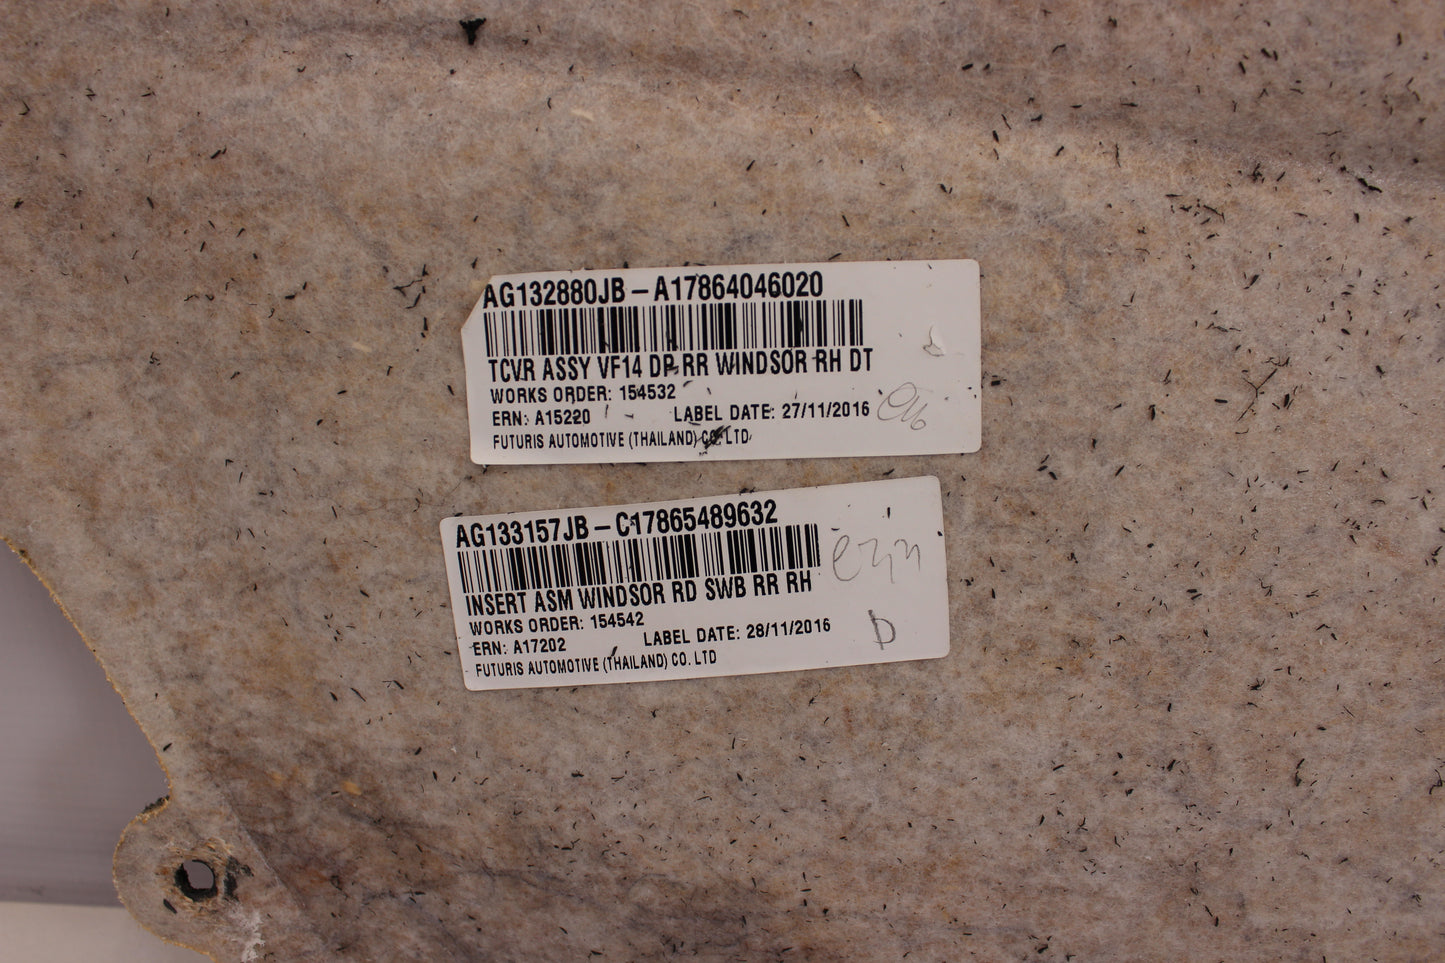 AG132880JB – A17864046020
TCVR ASSY VF14 DP RR WINDSOR RH DT
WORKS ORDER: 154532
ERN: A15220 LABEL DATE: 27/11/2016
FUTURIS AUTOMOTIVE (THAILAND) CO. LTD
AG133157JB – C17865489632
INSERT ASM WINDSOR RD SWB RR RH
WORKS ORDER: 154542
ERN: A17202 LABEL DATE: 28/11/2016
D
FUTURIS AUTOMOTIVE (THAILAND) CO. LTD